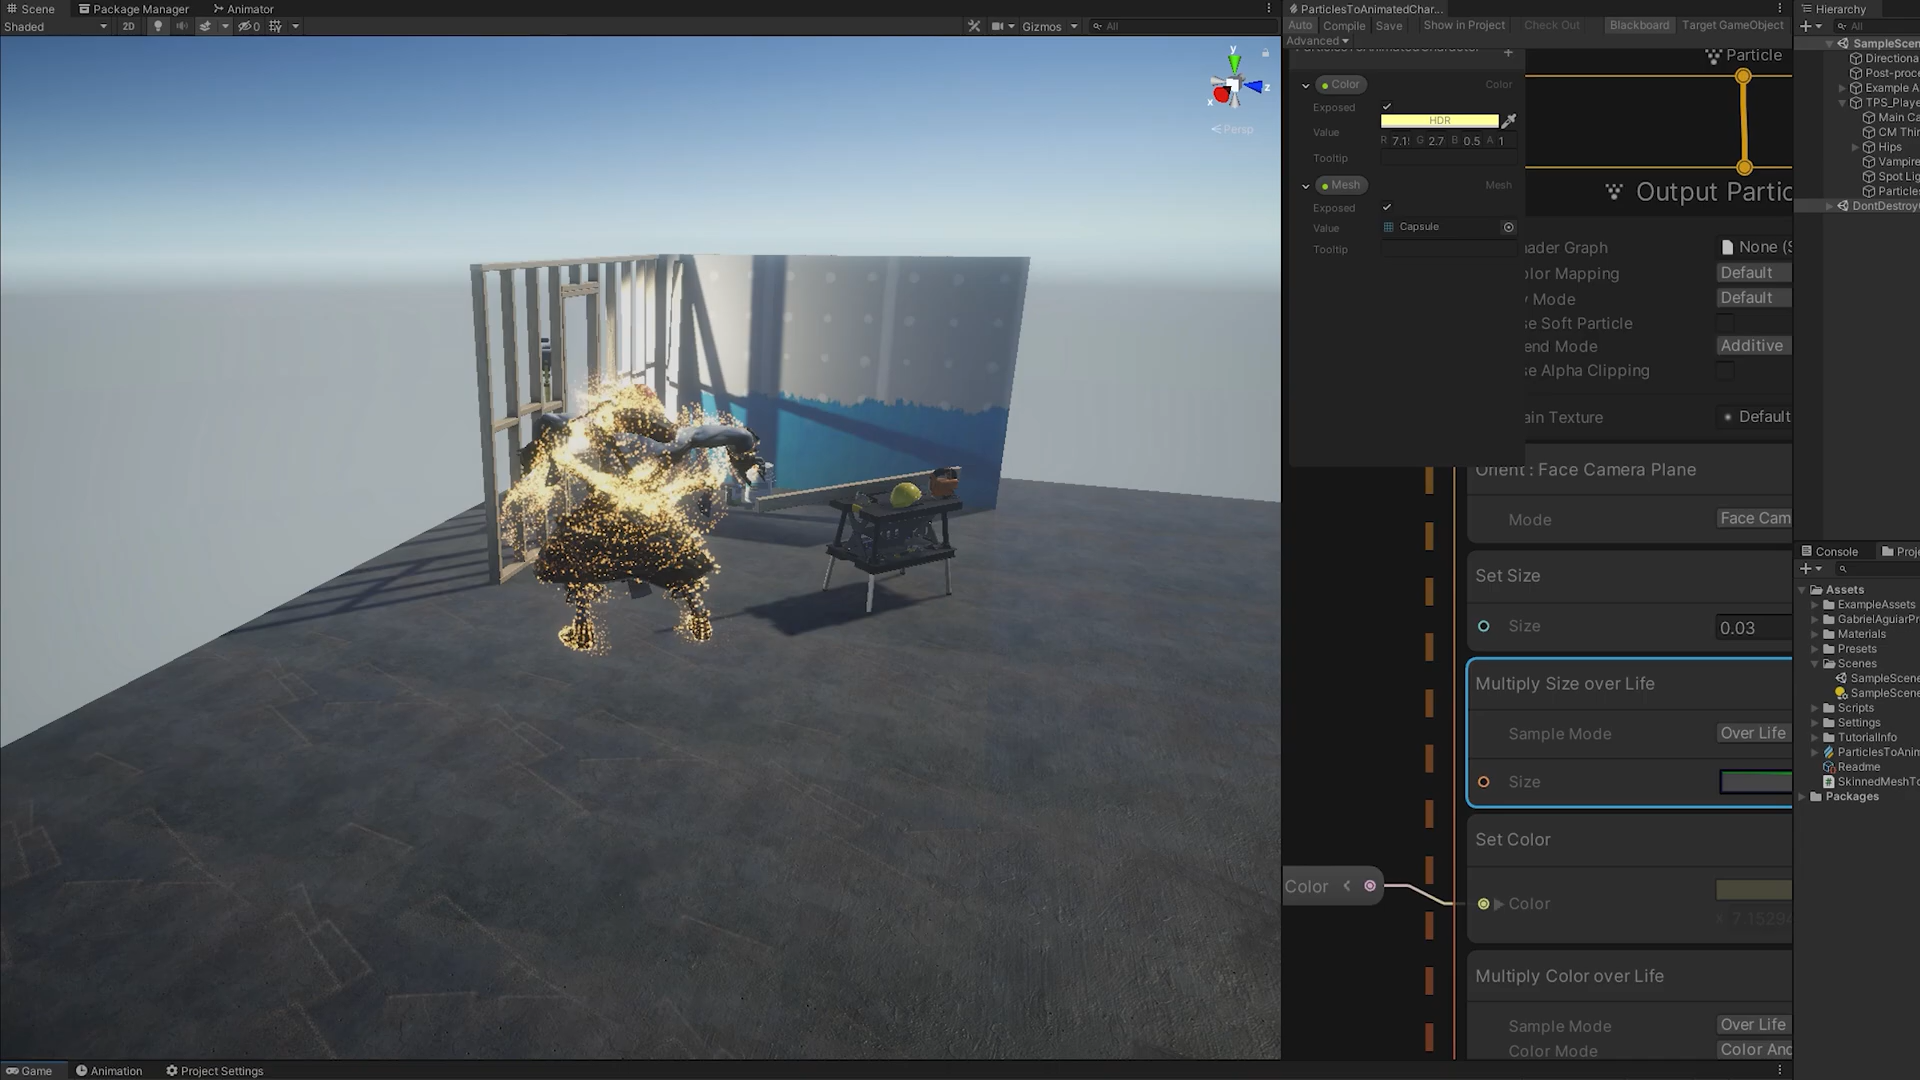 Scene
Package Manager
Animator
ParticlesToAnimatedChar...
Hierarchy
Shaded
2D
0
Gizmos
All
Auto
Compile
Save
Show in Project
Check Out
Blackboard
Target GameObject
All
Advanced
y
x
z
Persp
Color
Color
Exposed
HDR
Value
R 7.1 G 2.7 B 0.5 A 1
Tooltip
Mesh
Mesh
Exposed
Value
Capsule
Tooltip
Particle
Output Partic
ader Graph
None (S
olor Mapping
Default
Mode
Default
se Soft Particle
end Mode
Additive
se Alpha Clipping
ain Texture
Default
Orient : Face Camera Plane
Mode
Face Cam
Set Size
Size
0.03
Multiply Size over Life
Sample Mode
Over Life
Size
Set Color
Color
Color
x 7.1529
Multiply Color over Life
Sample Mode
Over Life
Color Mode
Color And
SampleScen
Directiona
Post-proce
Example A
TPS_Playe
Main Ca
CM Thir
Hips
Vampire
Spot Lig
Particles
DontDestroy
Console
Proje
Assets
ExampleAssets
GabrielAguiarPr
Materials
Presets
Scenes
SampleScene
SampleScene
Scripts
Settings
TutorialInfo
ParticlesToAnim
Readme
SkinnedMeshTo
Packages
Game
Animation
Project Settings